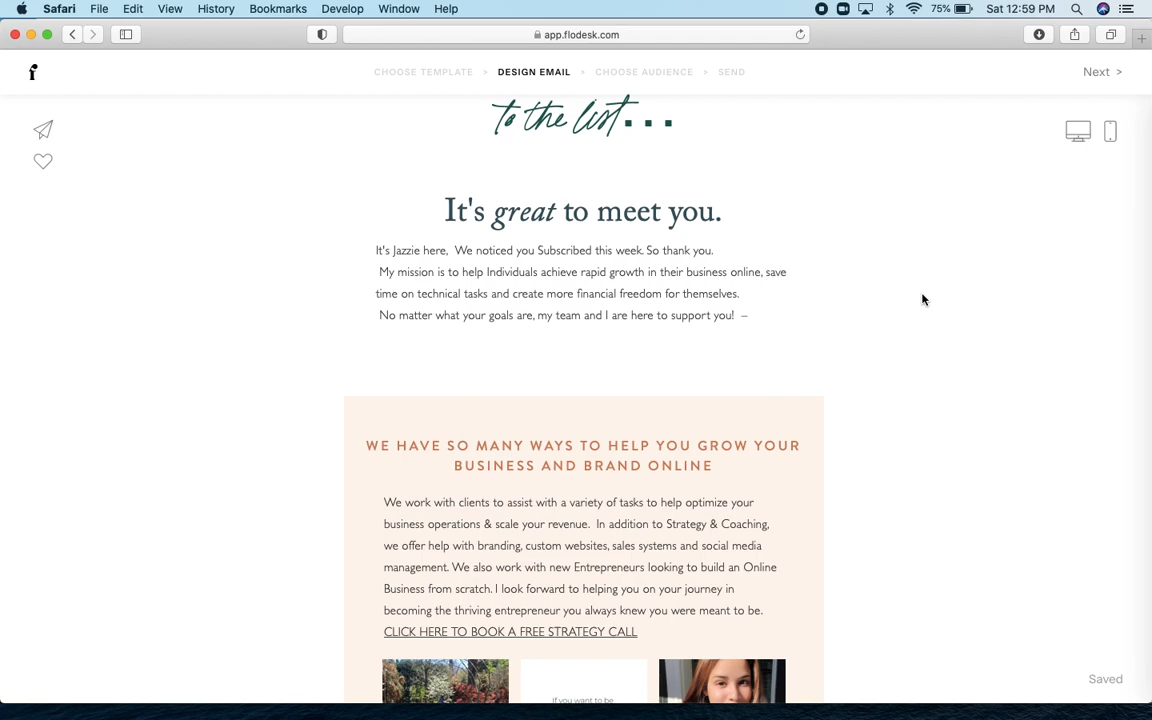 Safari File Edit View History Bookmarks Develop Window Help 75% Sat 12:59 PM
app.flodesk.com
f CHOOSE TEMPLATE > DESIGN EMAIL > CHOOSE AUDIENCE > SEND Next >
to the list...
It's great to meet you.
It's Jazzie here, We noticed you Subscribed this week. So thank you.
My mission is to help Individuals achieve rapid growth in their business online, save
time on technical tasks and create more financial freedom for themselves.
No matter what your goals are, my team and I are here to support you! –
WE HAVE SO MANY WAYS TO HELP YOU GROW YOUR
BUSINESS AND BRAND ONLINE
We work with clients to assist with a variety of tasks to help optimize your
business operations & scale your revenue. In addition to Strategy & Coaching,
we offer help with branding, custom websites, sales systems and social media
management. We also work with new Entrepreneurs looking to build an Online
Business from scratch. I look forward to helping you on your journey in
becoming the thriving entrepreneur you always knew you were meant to be.
CLICK HERE TO BOOK A FREE STRATEGY CALL
If you want to be
Saved